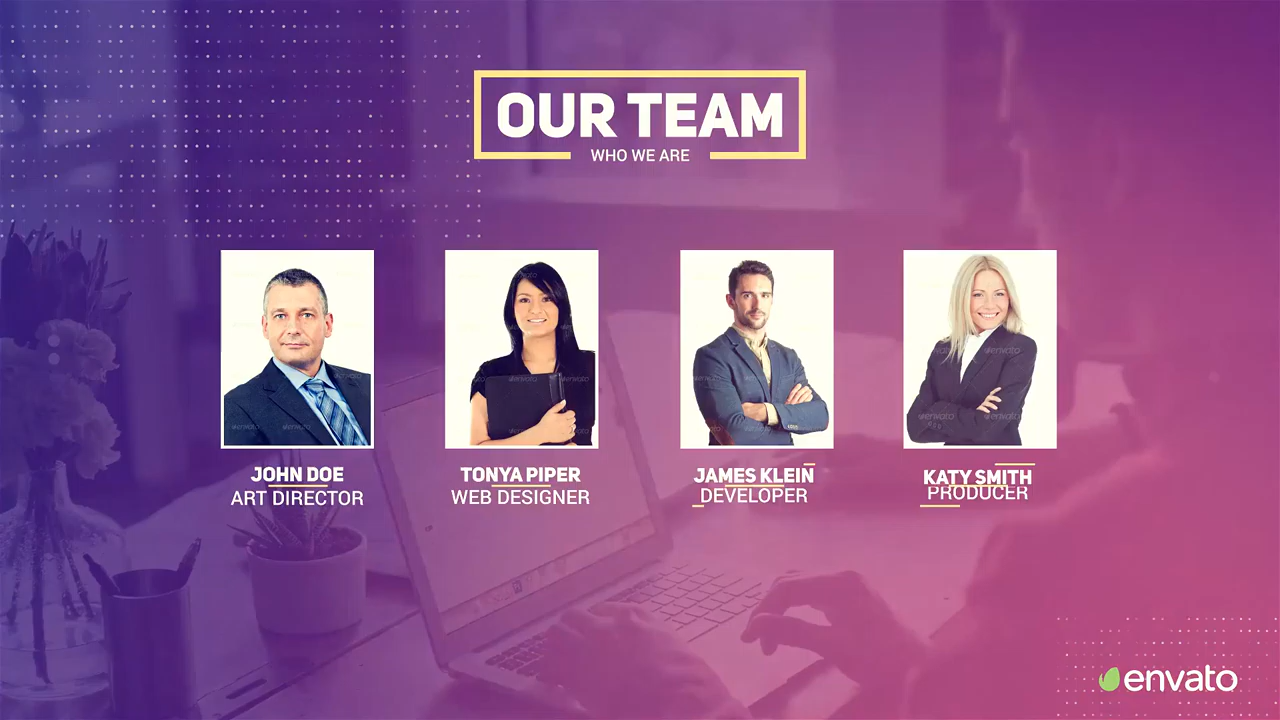 OUR TEAM
WHO WE ARE
JOHN DOE
ART DIRECTOR
TONYA PIPER
WEB DESIGNER
JAMES KLEIN
DEVELOPER
KATY SMITH
PRODUCER
envato